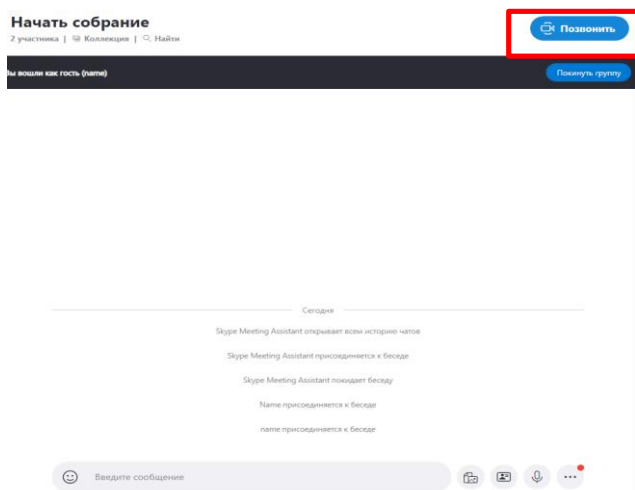 Начать собрание
Позвонить
2 участника | Коллекция | Найти
Вы вошли как гость (name)
Покинуть группу
Сегодня
Skype Meeting Assistant открывает всем историю чатов
Skype Meeting Assistant присоединяется к беседе
Skype Meeting Assistant покидает беседу
Name присоединяется к беседе
name присоединяется к беседе
Введите сообщение